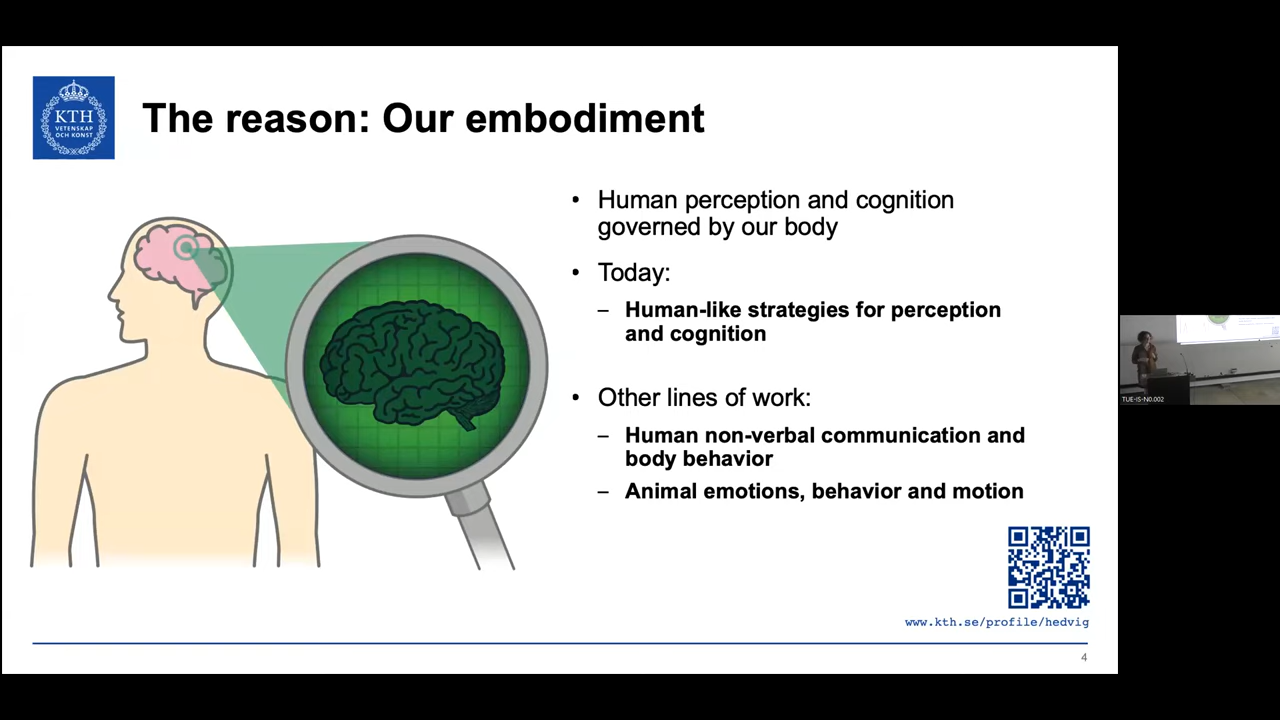 KTH
VETENSKAP
OCH KONST
The reason: Our embodiment
• Human perception and cognition
governed by our body
• Today:
– Human-like strategies for perception
and cognition
• Other lines of work:
– Human non-verbal communication and
body behavior
– Animal emotions, behavior and motion
www.kth.se/profile/hedvig
4
TUE-IS-N0.002